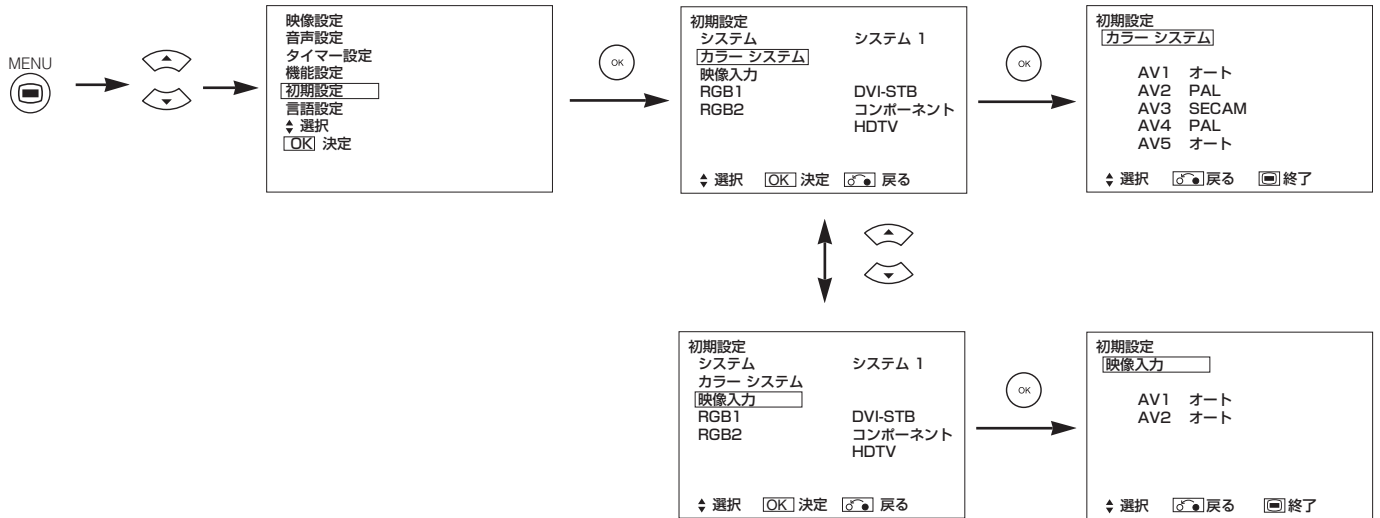 MENU
映像設定
音声設定
タイマー設定
機能設定
初期設定
言語設定
選択
OK 決定
OK
初期設定
システム システム 1
カラー システム
映像入力
RGB1 DVI-STB
RGB2 コンポーネント
HDTV
選択 OK 決定 戻る
OK
初期設定
カラー システム
AV1 オート
AV2 PAL
AV3 SECAM
AV4 PAL
AV5 オート
選択 戻る 終了
初期設定
システム システム 1
カラー システム
映像入力
RGB1 DVI-STB
RGB2 コンポーネント
HDTV
選択 OK 決定 戻る
OK
初期設定
映像入力
AV1 オート
AV2 オート
選択 戻る 終了